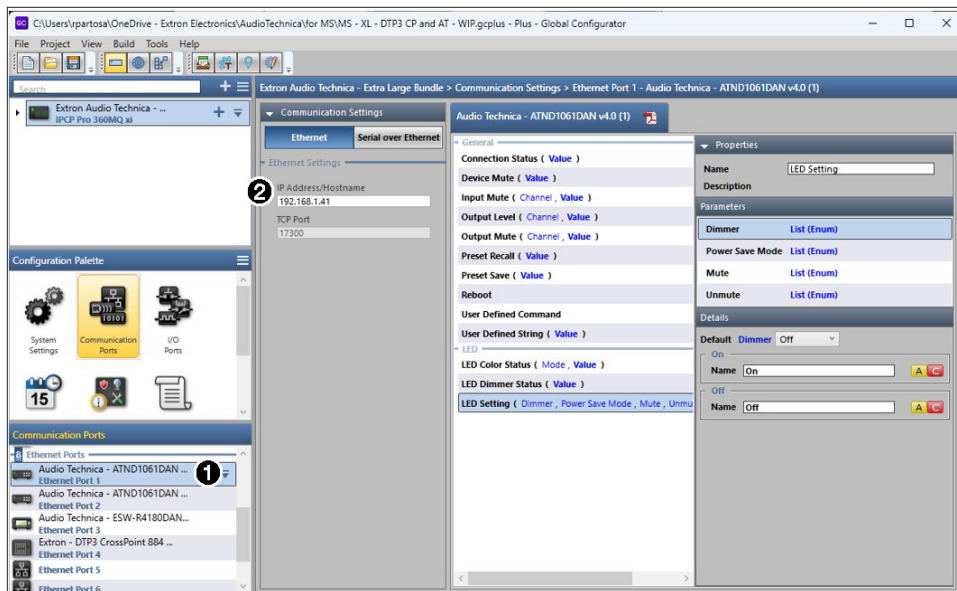 GC C:\Users\rpartosa\OneDrive - Extron Electronics\AudioTechnica\for MS\MS - XL - DTP3 CP and AT - WIP.gcplus - Plus - Global Configurator
File Project View Build Tools Help
Search
Extron Audio Technica - ...
IPCP Pro 360MQ xi
Configuration Palette
System
Settings
Communication
Ports
I/O
Ports
15
Communication Ports
8 Ethernet Ports
Audio Technica - ATND1061DAN ...
Ethernet Port 1
1
Audio Technica - ATND1061DAN ...
Ethernet Port 2
Audio Technica - ESW-R4180DAN...
Ethernet Port 3
Extron - DTP3 CrossPoint 884 ...
Ethernet Port 4
Ethernet Port 5
Ethernet Port 6
Extron Audio Technica - Extra Large Bundle > Communication Settings > Ethernet Port 1 - Audio Technica - ATND1061DAN v4.0 (1)
Communication Settings
Ethernet Serial over Ethernet
Ethernet Settings
2
IP Address/Hostname
192.168.1.41
TCP Port
17300
Audio Technica - ATND1061DAN v4.0 (1)
General
Connection Status ( Value )
Device Mute ( Value )
Input Mute ( Channel , Value )
Output Level ( Channel , Value )
Output Mute ( Channel , Value )
Preset Recall ( Value )
Preset Save ( Value )
Reboot
User Defined Command
User Defined String ( Value )
LED
LED Color Status ( Mode , Value )
LED Dimmer Status ( Value )
LED Setting ( Dimmer , Power Save Mode , Mute , Unmu
Properties
Name LED Setting
Description
Parameters
Dimmer List (Enum)
Power Save Mode List (Enum)
Mute List (Enum)
Unmute List (Enum)
Details
Default Dimmer Off
On
Name On A C
Off
Name Off A C